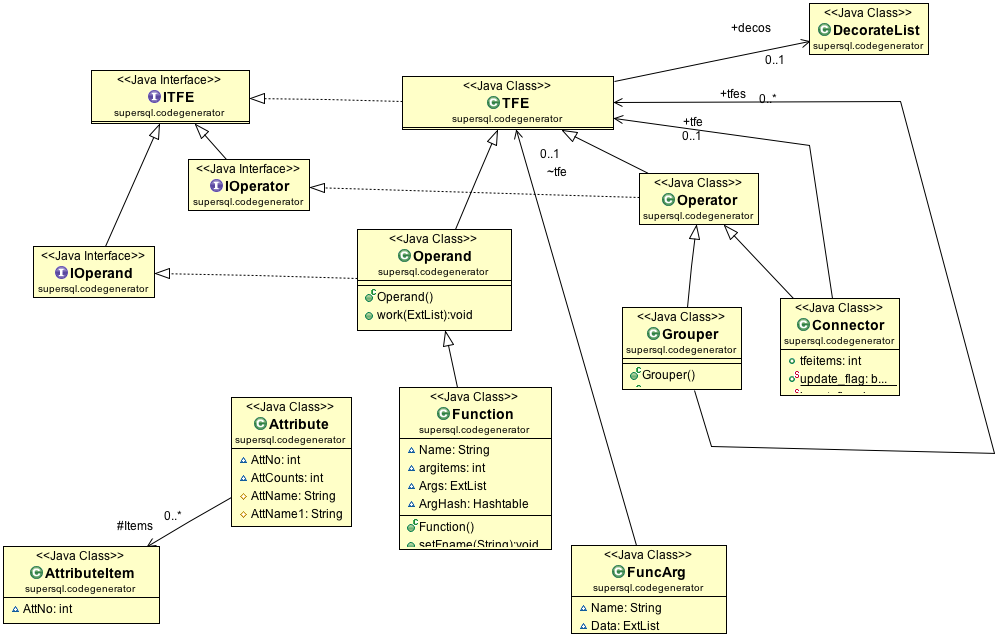 +decos
<<Java Class>>
DecorateList
supersql.codegenerator
0..1
<<Java Interface>>
ITFE
supersql.codegenerator
<<Java Class>>
TFE
supersql.codegenerator
+tfes
0..*
+tfe
0..1
0..1
~tfe
<<Java Interface>>
IOperator
supersql.codegenerator
<<Java Class>>
Operator
supersql.codegenerator
<<Java Interface>>
IOperand
supersql.codegenerator
<<Java Class>>
Operand
supersql.codegenerator
Operand()
work(ExtList):void
<<Java Class>>
Grouper
supersql.codegenerator
Grouper()
<<Java Class>>
Connector
supersql.codegenerator
tfeitems: int
update_flag: b...
<<Java Class>>
Function
supersql.codegenerator
Name: String
argitems: int
Args: ExtList
ArgHash: Hashtable
Function()
setFname(String):void
<<Java Class>>
Attribute
supersql.codegenerator
AttNo: int
AttCounts: int
AttName: String
AttName1: String
#Items
0..*
<<Java Class>>
AttributeItem
supersql.codegenerator
AttNo: int
<<Java Class>>
FuncArg
supersql.codegenerator
Name: String
Data: ExtList